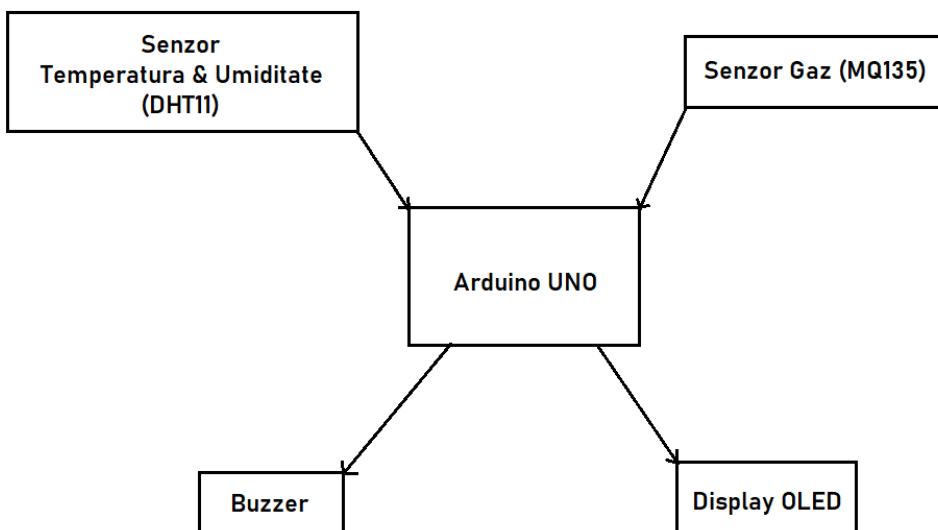 Senzor
Temperatura & Umiditate
(DHT11)
Senzor Gaz (MQ135)
Arduino UNO
Buzzer
Display OLED